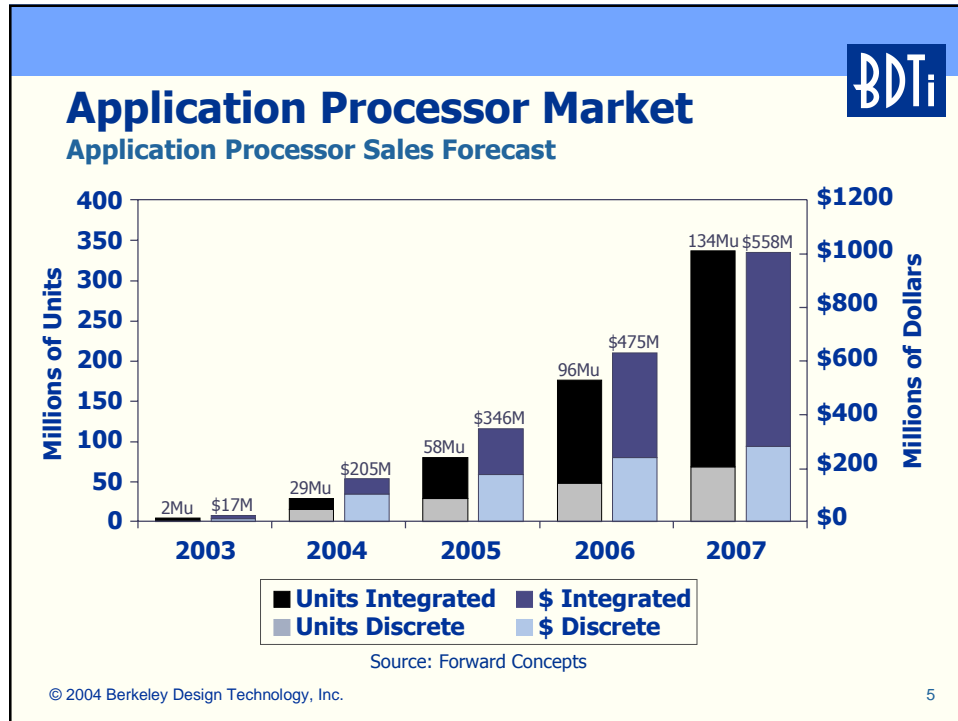 BDTi
Application Processor Market
Application Processor Sales Forecast
400
350
300
250
200
150
100
50
0
Millions of Units
$1200
$1000
$800
$600
$400
$200
$0
Millions of Dollars
2Mu
$17M
29Mu
$205M
58Mu
$346M
96Mu
$475M
134Mu
$558M
2003
2004
2005
2006
2007
Units Integrated
$ Integrated
Units Discrete
$ Discrete
Source: Forward Concepts
© 2004 Berkeley Design Technology, Inc.
5